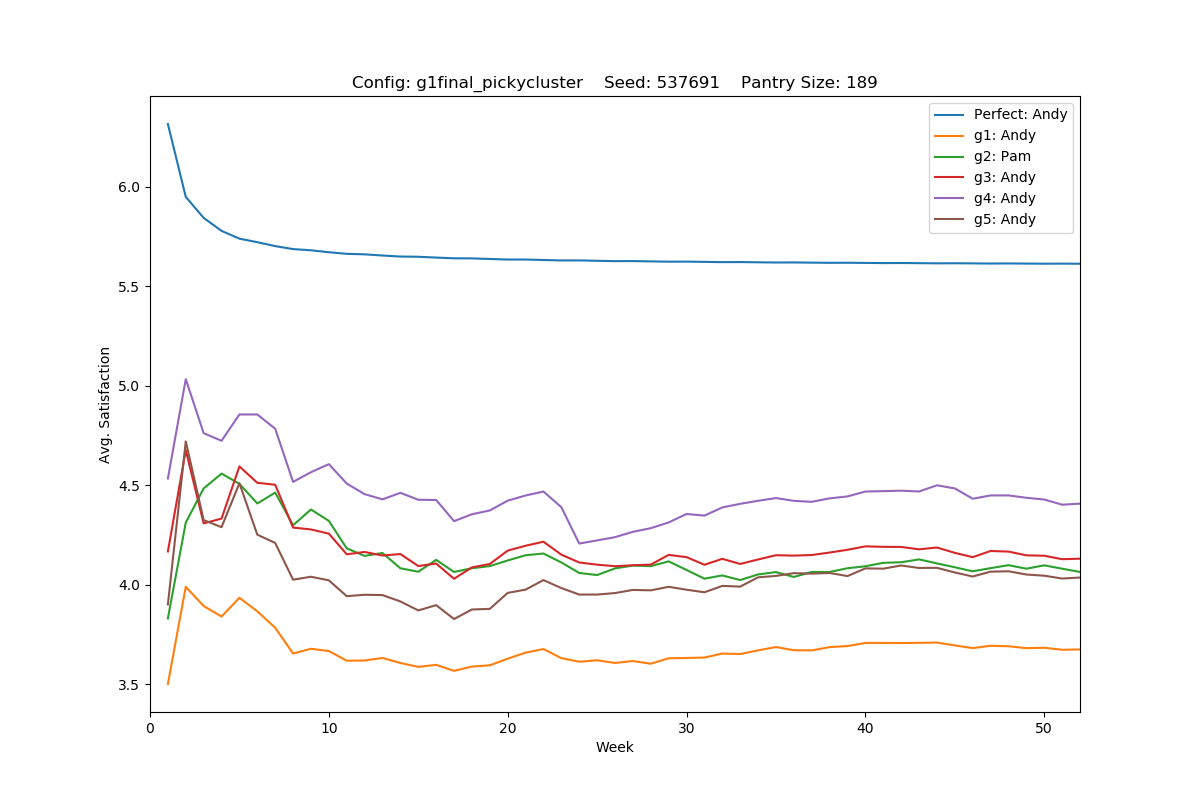 Config: g1final_pickycluster    Seed: 537691    Pantry Size: 189
Perfect: Andy
g1: Andy
g2: Pam
g3: Andy
g4: Andy
g5: Andy
Avg. Satisfaction
6.0
5.5
5.0
4.5
4.0
3.5
0 10 20 30 40 50
Week